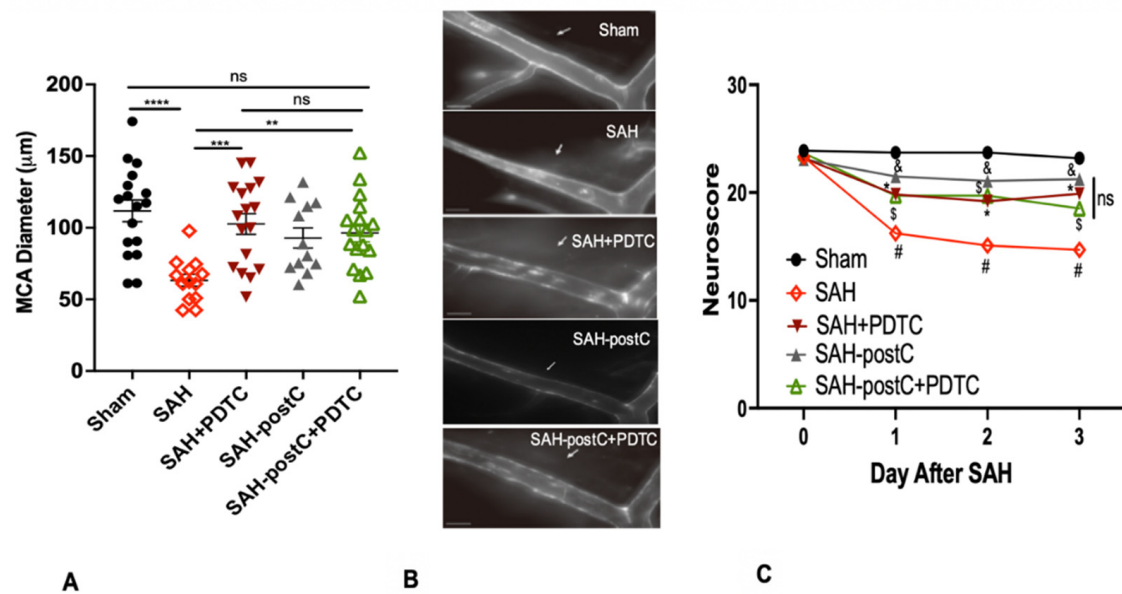 200
150
100
50
0
MCA Diameter (μm)
ns
****
ns
**
***
Sham
SAH
SAH+PDTC
SAH-postC
SAH-postC+PDTC
A
Sham
SAH
SAH+PDTC
SAH-postC
SAH-postC+PDTC
B
30
20
10
0
Neuroscore
& & &
* $ *
$ * $
# # #
ns
Sham
SAH
SAH+PDTC
SAH-postC
SAH-postC+PDTC
0 1 2 3
Day After SAH
C